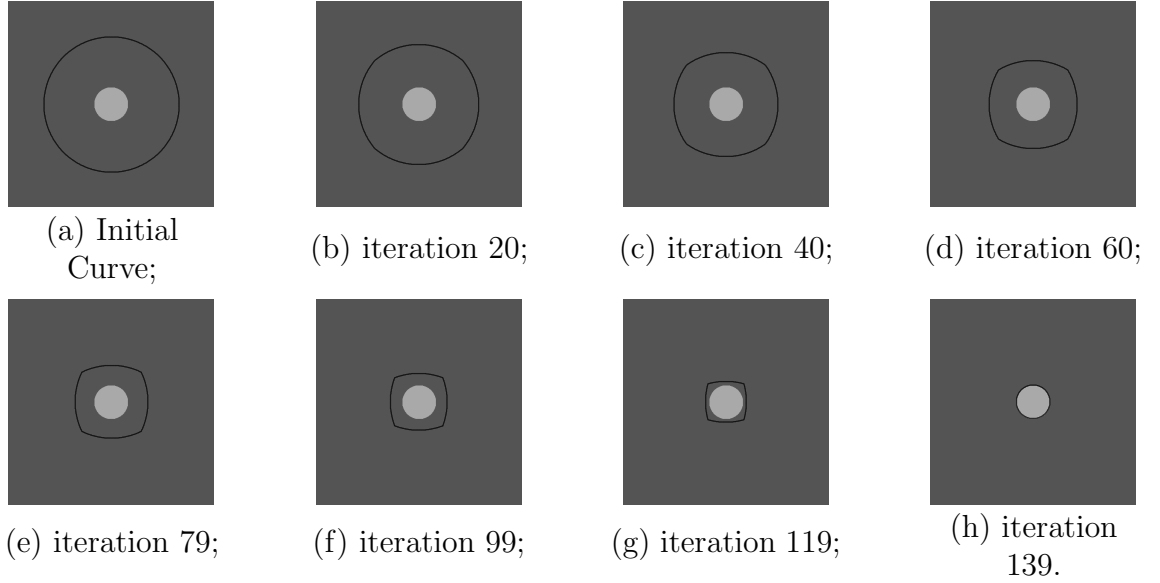 (a) Initial
Curve;
(b) iteration 20;
(c) iteration 40;
(d) iteration 60;
(e) iteration 79;
(f) iteration 99;
(g) iteration 119;
(h) iteration
139.